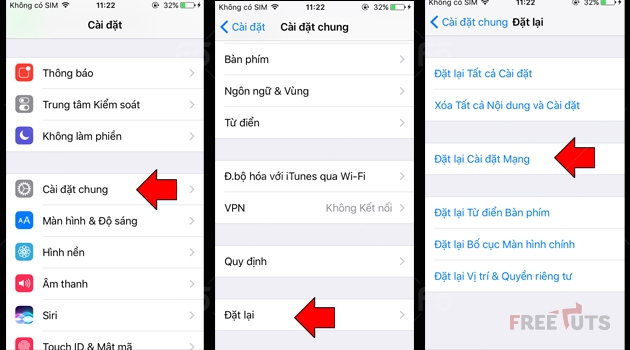 Không có SIM 11:22 32%
Cài đặt
Thông báo
Trung tâm Kiểm soát
Không làm phiền
Cài đặt chung
AA Màn hình & Độ sáng
Hình nền
Âm thanh
Siri
Touch ID & Mật mã
Không có SIM 11:22 32%
Cài đặt Cài đặt chung
Bàn phím
Ngôn ngữ & Vùng
Từ điển
Đ.bộ hóa với iTunes qua Wi-Fi
VPN Không Kết nối
Quy định
Đặt lại
Không có SIM 11:22 32%
Cài đặt chung Đặt lại
Đặt lại Tất cả Cài đặt
Xóa Tất cả Nội dung và Cài đặt
Đặt lại Cài đặt Mạng
Đặt lại Từ điển Bàn phím
Đặt lại Bố cục Màn hình chính
Đặt lại Vị trí & Quyền riêng tư
FREETUTS